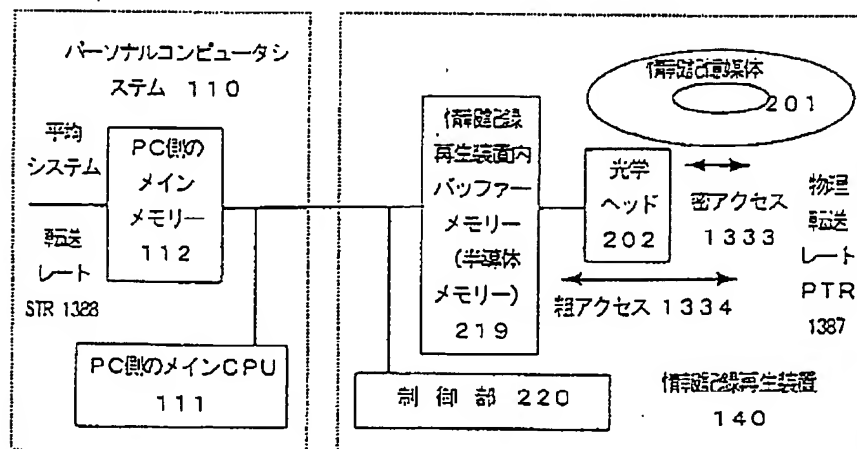 パーソナルコンピュータシ
ステム 110
平均
システム
転送
レート
STR 1388
PC側の
メイン
メモリー
112
PC側のメインCPU
111
情報記録
再生装置内
バッファー
メモリー
(半導体
メモリー)
219
光学
ヘッド
202
情報記憶媒体
201
密アクセス
1333
粗アクセス 1334
物理
転送
レート
PTR
1387
制御部 220
情報記録再生装置
140